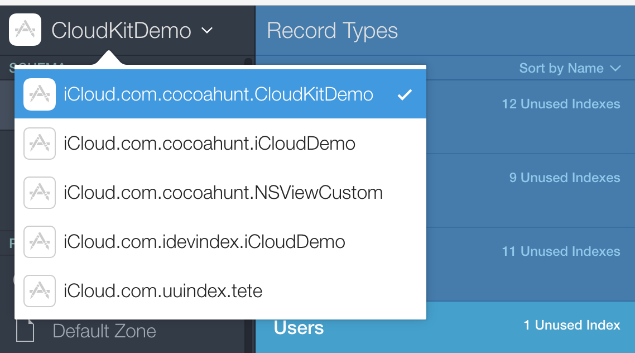 CloudKitDemo
Record Types
SCHEMA
Sort by Name
iCloud.com.cocoahunt.CloudKitDemo
12 Unused Indexes
iCloud.com.cocoahunt.iCloudDemo
iCloud.com.cocoahunt.NSViewCustom
9 Unused Indexes
iCloud.com.idevindex.iCloudDemo
11 Unused Indexes
iCloud.com.uuindex.tete
Default Zone
Users
1 Unused Index